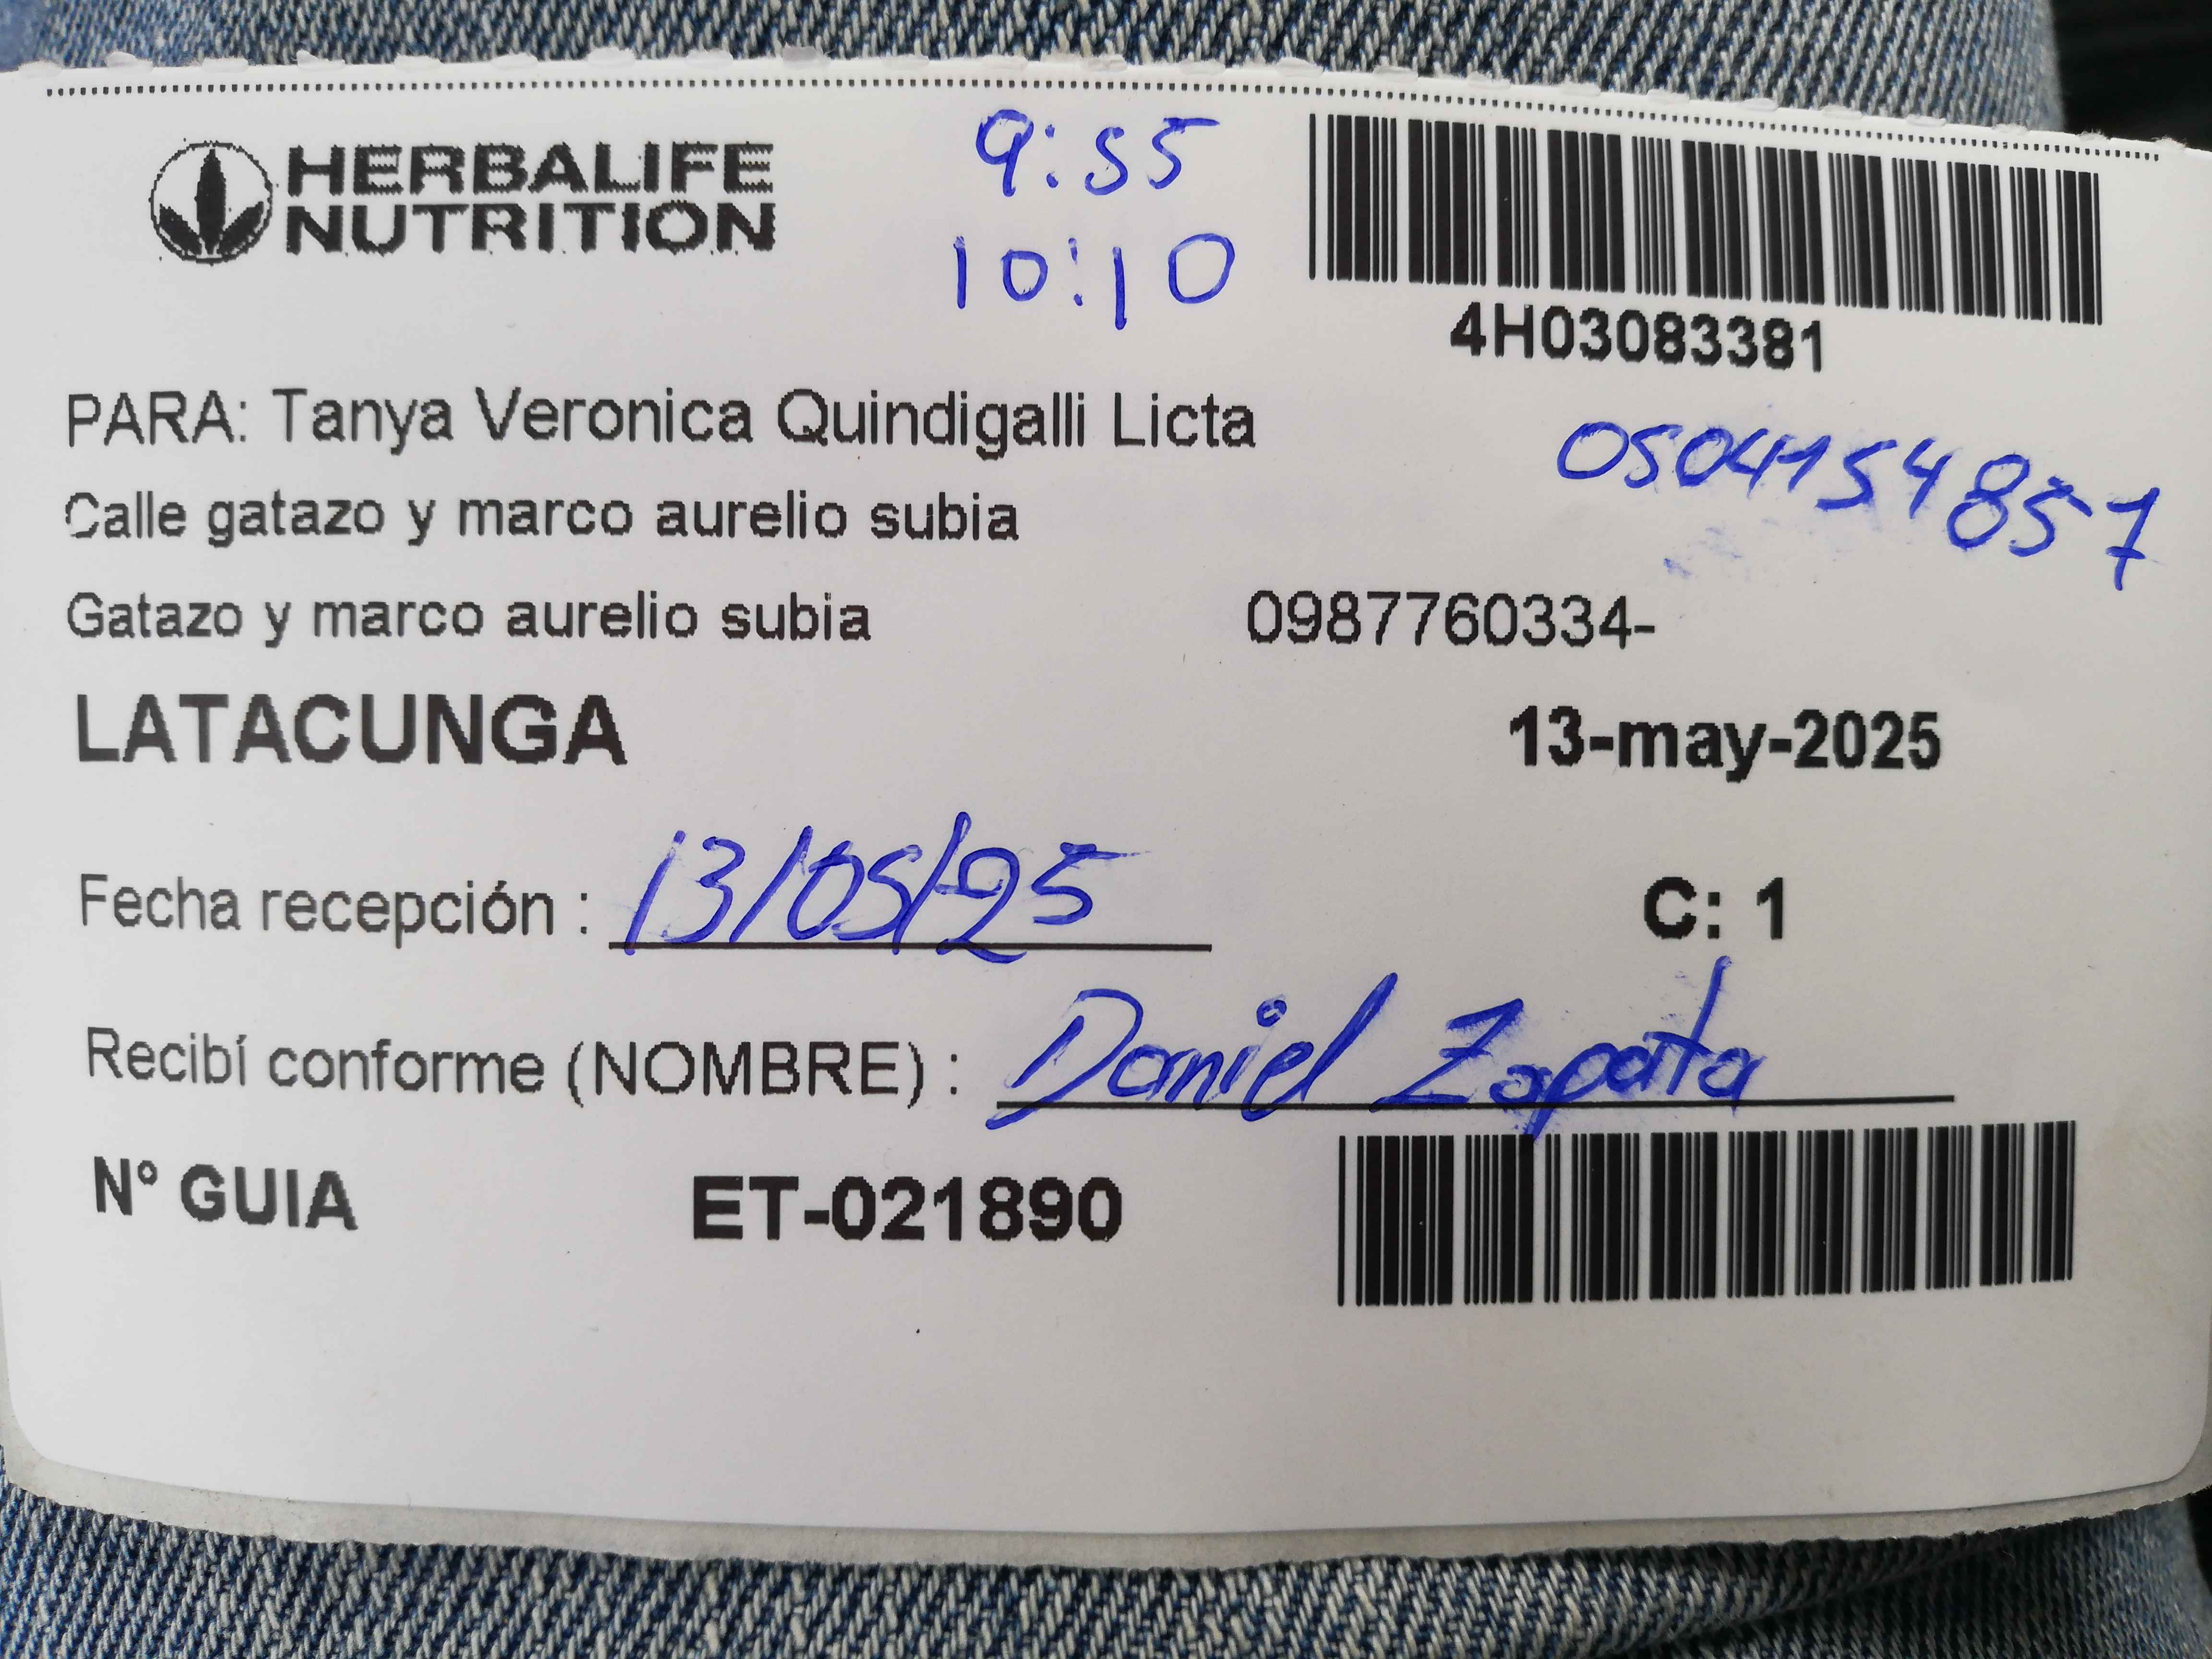 HERBALIFE
NUTRITION
9:55
10:10
4H03083381
PARA: Tanya Veronica Quindigalli Licta
0504154857
Calle gatazo y marco aurelio subia
Gatazo y marco aurelio subia 0987760334-
LATACUNGA 13-may-2025
Fecha recepción : 13/05/25 C: 1
Recibí conforme (NOMBRE) : Daniel Zapata
N° GUIA ET-021890